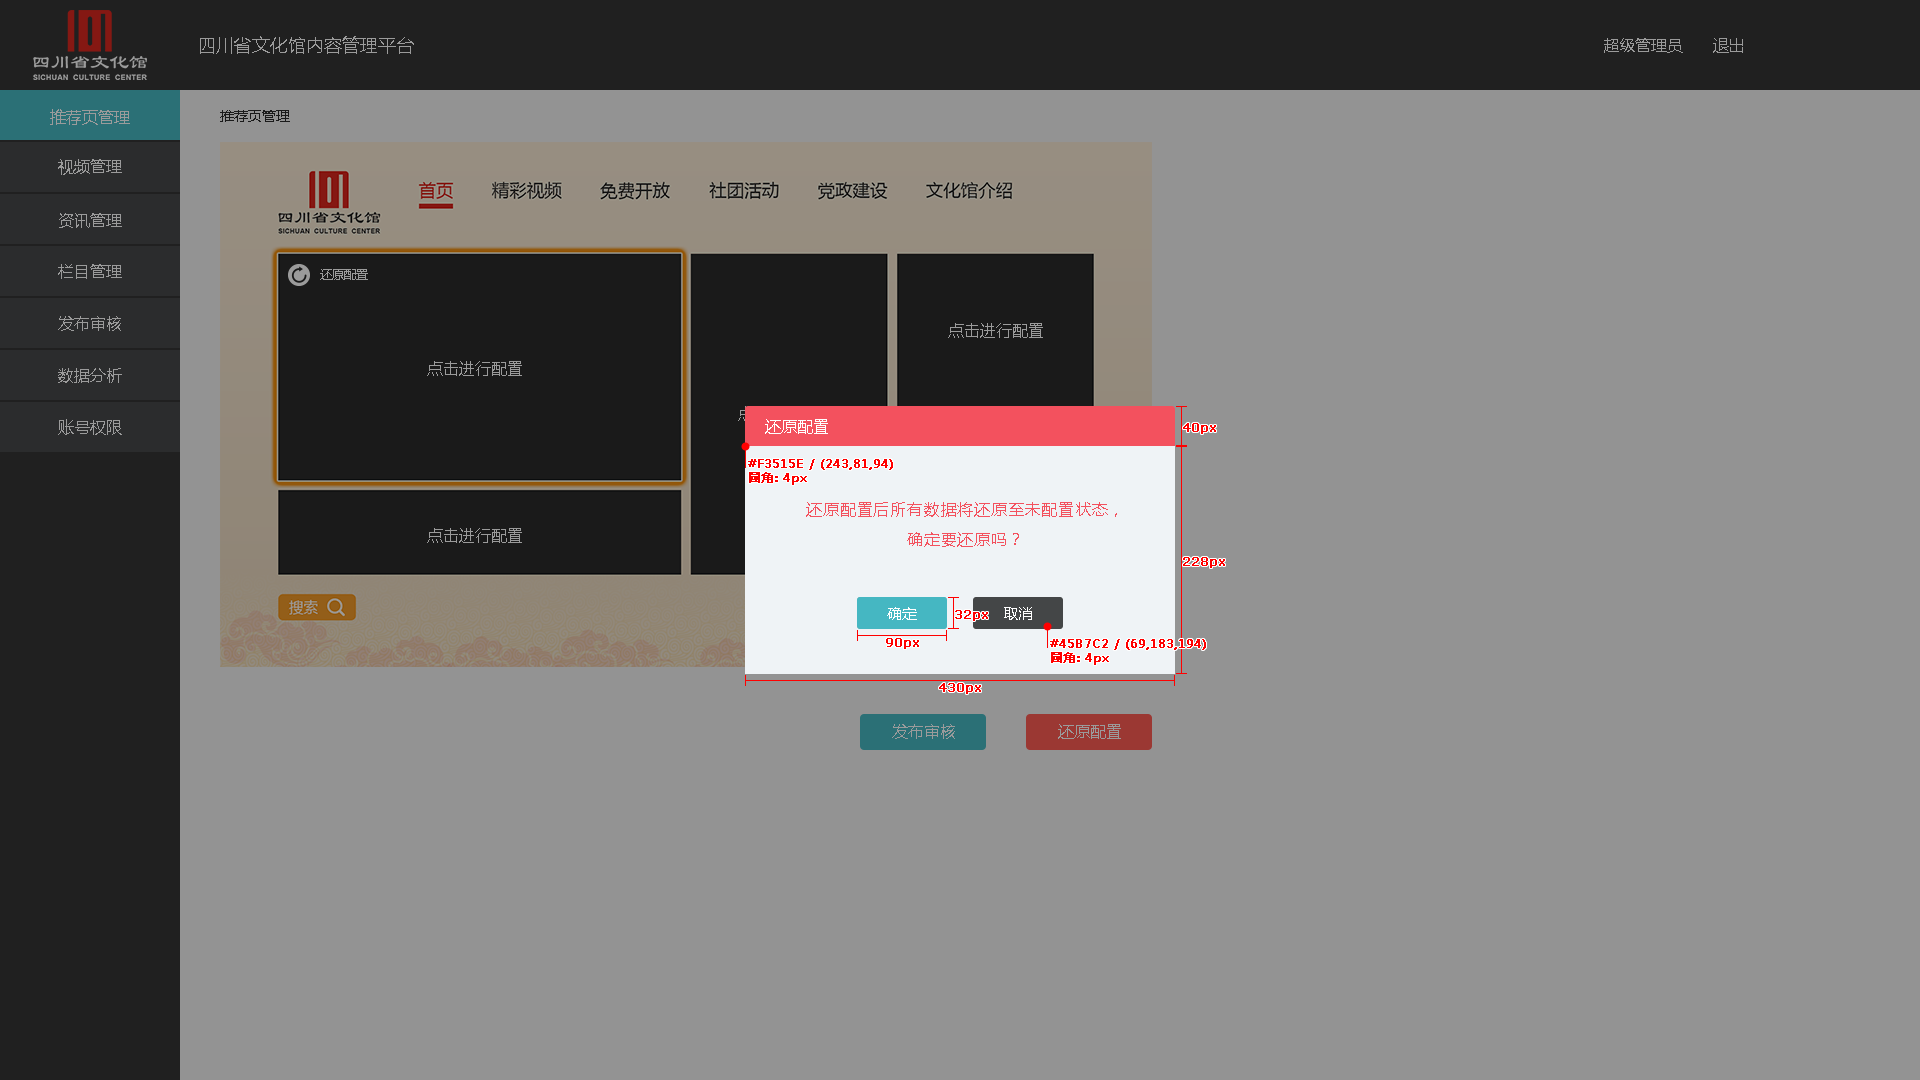 四川省文化馆
SICHUAN CULTURE CENTER
四川省文化馆内容管理平台
超级管理员
退出
推荐页管理
视频管理
资讯管理
栏目管理
发布审核
数据分析
账号权限
推荐页管理
四川省文化馆
SICHUAN CULTURE CENTER
首页
精彩视频
免费开放
社团活动
党政建设
文化馆介绍
还原配置
点击进行配置
点击进行配置
点击进行配置
搜索
还原配置
40px
#F3515E / (243,81,94)
圆角: 4px
还原配置后所有数据将还原至未配置状态，
确定要还原吗？
228px
确定
32px
取消
90px
#45B7C2 / (69,183,194)
圆角: 4px
430px
发布审核
还原配置